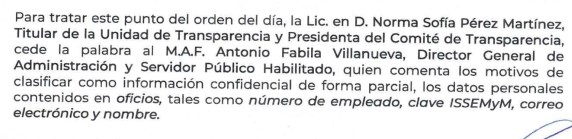 Para tratar este punto del orden del día, la Lic. en D. Norma Sofía Pérez Martínez,
Titular de la Unidad de Transparencia y Presidenta del Comité de Transparencia,
cede la palabra al M.A.F. Antonio Fabila Villanueva, Director General de
Administración y Servidor Público Habilitado, quien comenta los motivos de
clasificar como información confidencial de forma parcial, los datos personales
contenidos en oficios, tales como número de empleado, clave ISSEMyM, correo
electrónico y nombre.